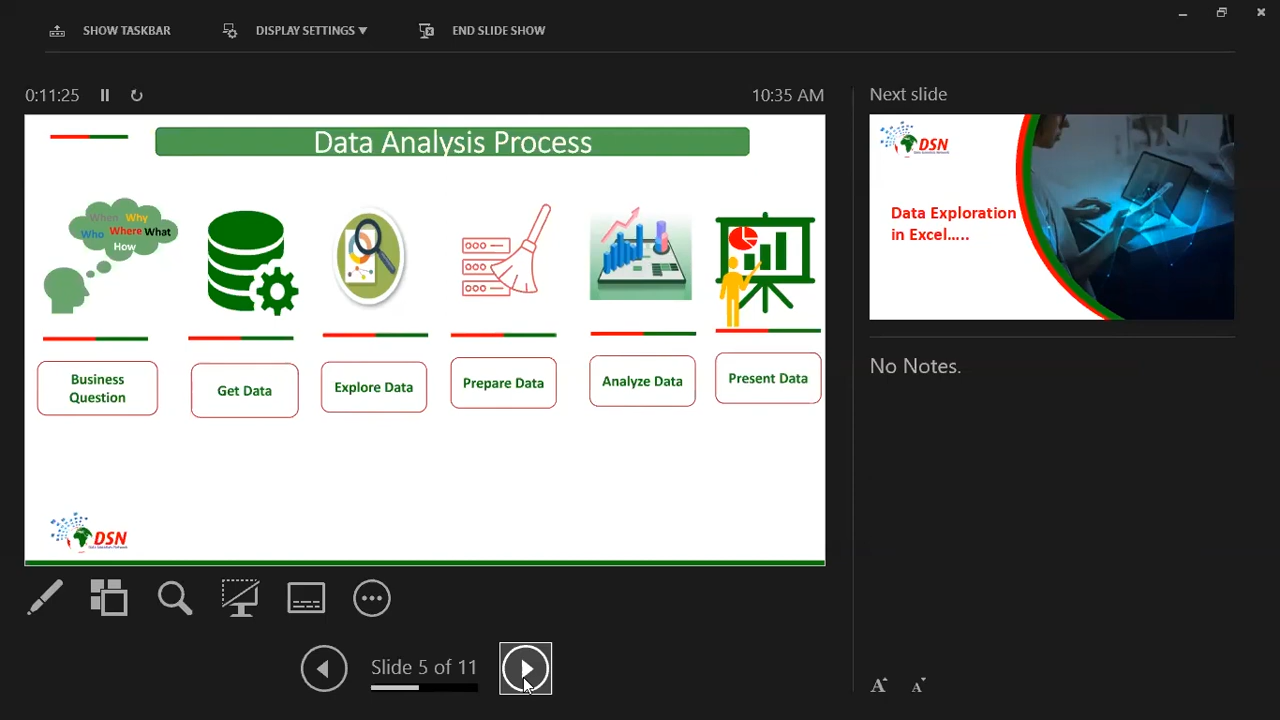 SHOW TASKBAR
DISPLAY SETTINGS ▼
END SLIDE SHOW
0:11:25
10:35 AM
Data Analysis Process
When Why
Who Where What
How
Business
Question
Get Data
Explore Data
Prepare Data
Analyze Data
Present Data
DSN
Slide 5 of 11
Next slide
DSN
Data Exploration
in Excel.....
No Notes.
A A